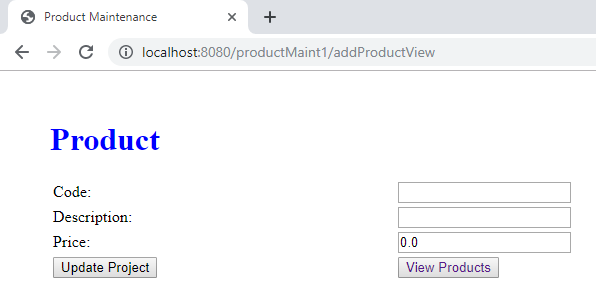 Product Maintenance
localhost:8080/productMaint1/addProductView
Product
Code:
Description:
Price: 0.0
Update Project View Products